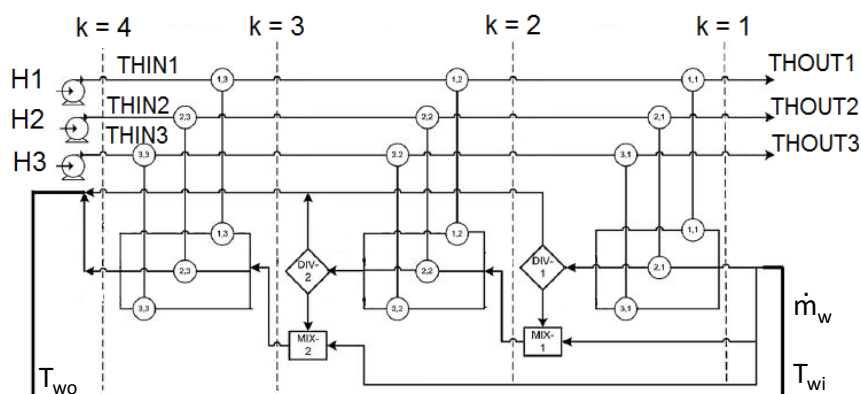 k = 4 k = 3 k = 2 k = 1
H1 THIN1 1,3 1,2 1,1 THOUT1
H2 THIN2 2,3 2,2 2,1 THOUT2
H3 THIN3 3,3 3,2 3,1 THOUT3
1,3 1,2 1,1
2,3 DIV-2 2,2 DIV-1 2,1
3,3 3,2 3,1
MIX-2 MIX-1
ṁw
Two Twi